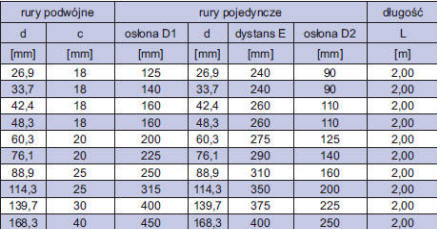 rury podwójne rury pojedyncze długość
d c osłona D1 d dystans E osłona D2 L
[mm] [mm] [mm] [mm] [mm] [mm] [m]
26,9 18 125 26,9 240 90 2,00
33,7 18 140 33,7 240 90 2,00
42,4 18 160 42,4 260 110 2,00
48,3 18 160 48,3 260 110 2,00
60,3 20 200 60,3 275 125 2,00
76,1 20 225 76,1 290 140 2,00
88,9 25 250 88,9 310 160 2,00
114,3 25 315 114,3 350 200 2,00
139,7 30 400 139,7 375 225 2,00
168,3 40 450 168,3 400 250 2,00